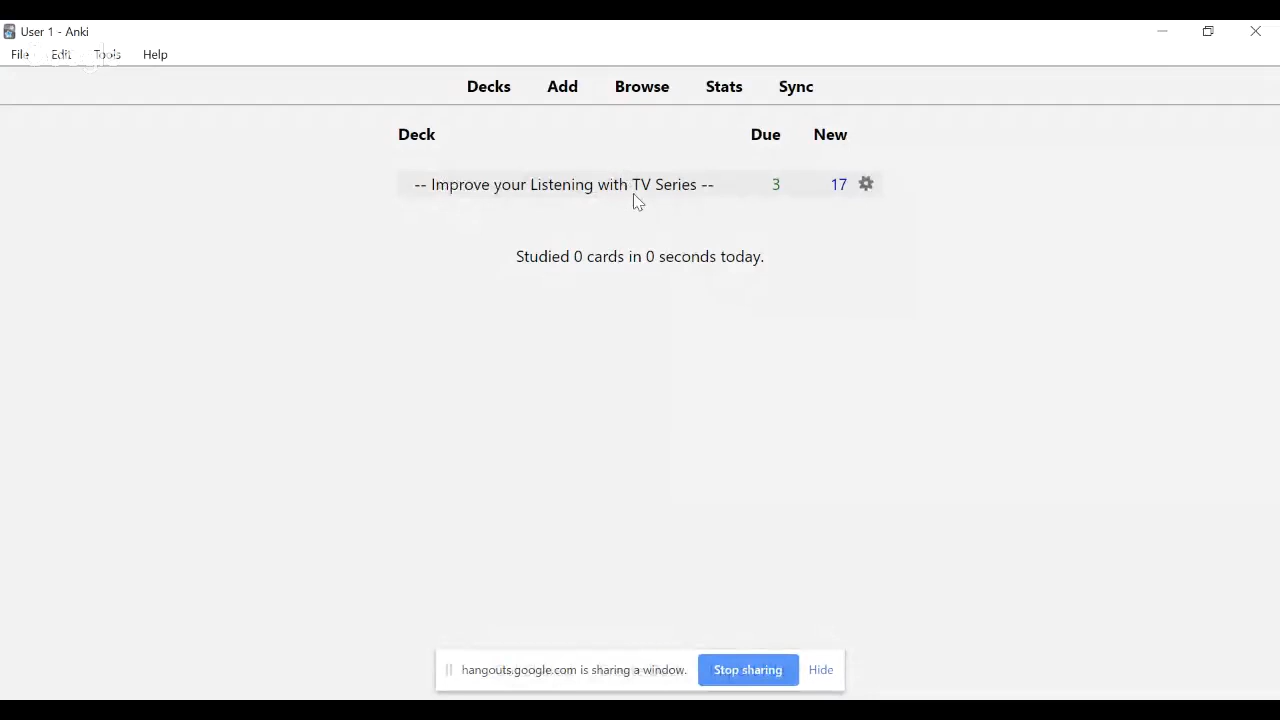 User 1 - Anki
File Edit Tools Help
Decks Add Browse Stats Sync
Deck Due New
-- Improve your Listening with TV Series -- 3 17
Studied 0 cards in 0 seconds today.
hangouts.google.com is sharing a window. Stop sharing Hide